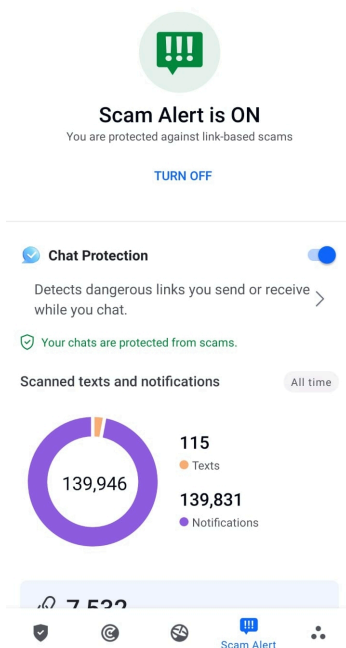 Scam Alert is ON
You are protected against link-based scams
TURN OFF
Chat Protection
Detects dangerous links you send or receive
while you chat.
Your chats are protected from scams.
Scanned texts and notifications
All time
139,946
115
Texts
139,831
Notifications
7,532
Scam Alert